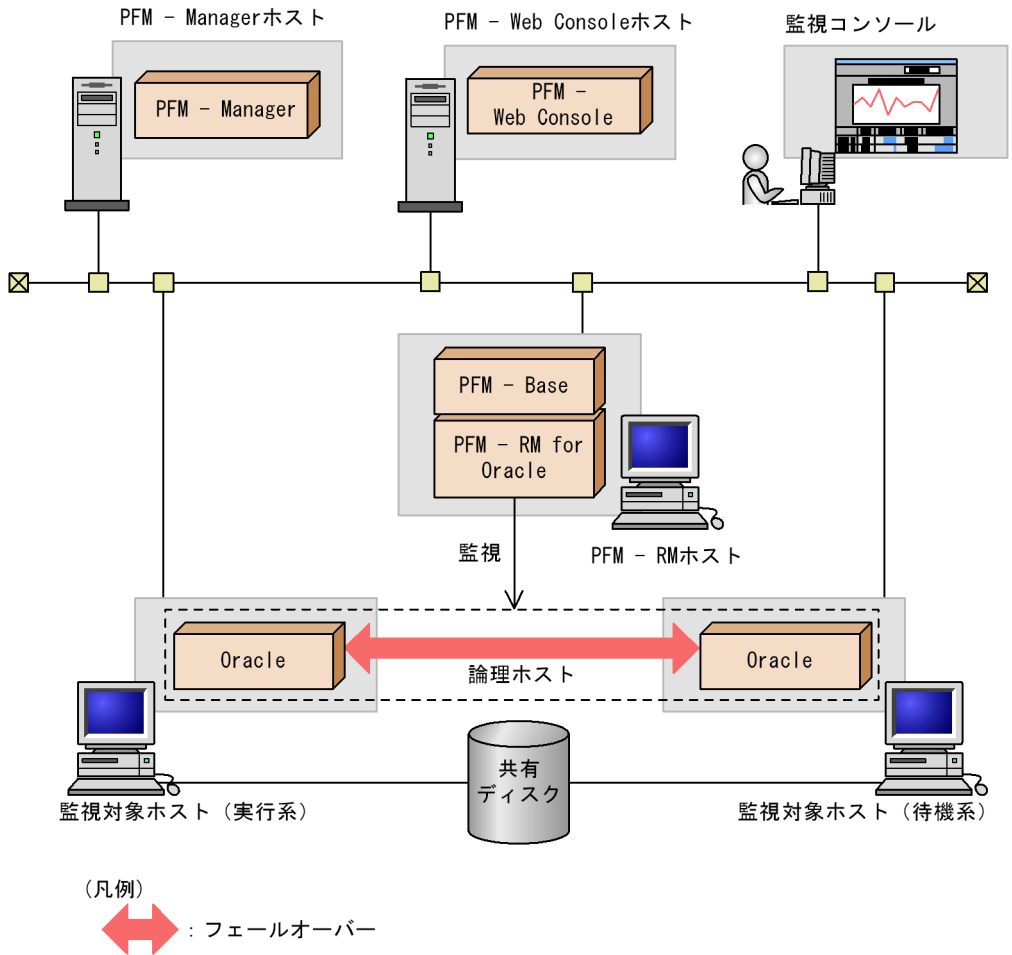 PFM - Managerホスト
PFM - Web Consoleホスト
監視コンソール
PFM - Manager
PFM -
Web Console
PFM - Base
PFM - RM for
Oracle
監視
PFM - RMホスト
Oracle
Oracle
論理ホスト
共有
ディスク
監視対象ホスト(実行系)
監視対象ホスト(待機系)
(凡例)
: フェールオーバー